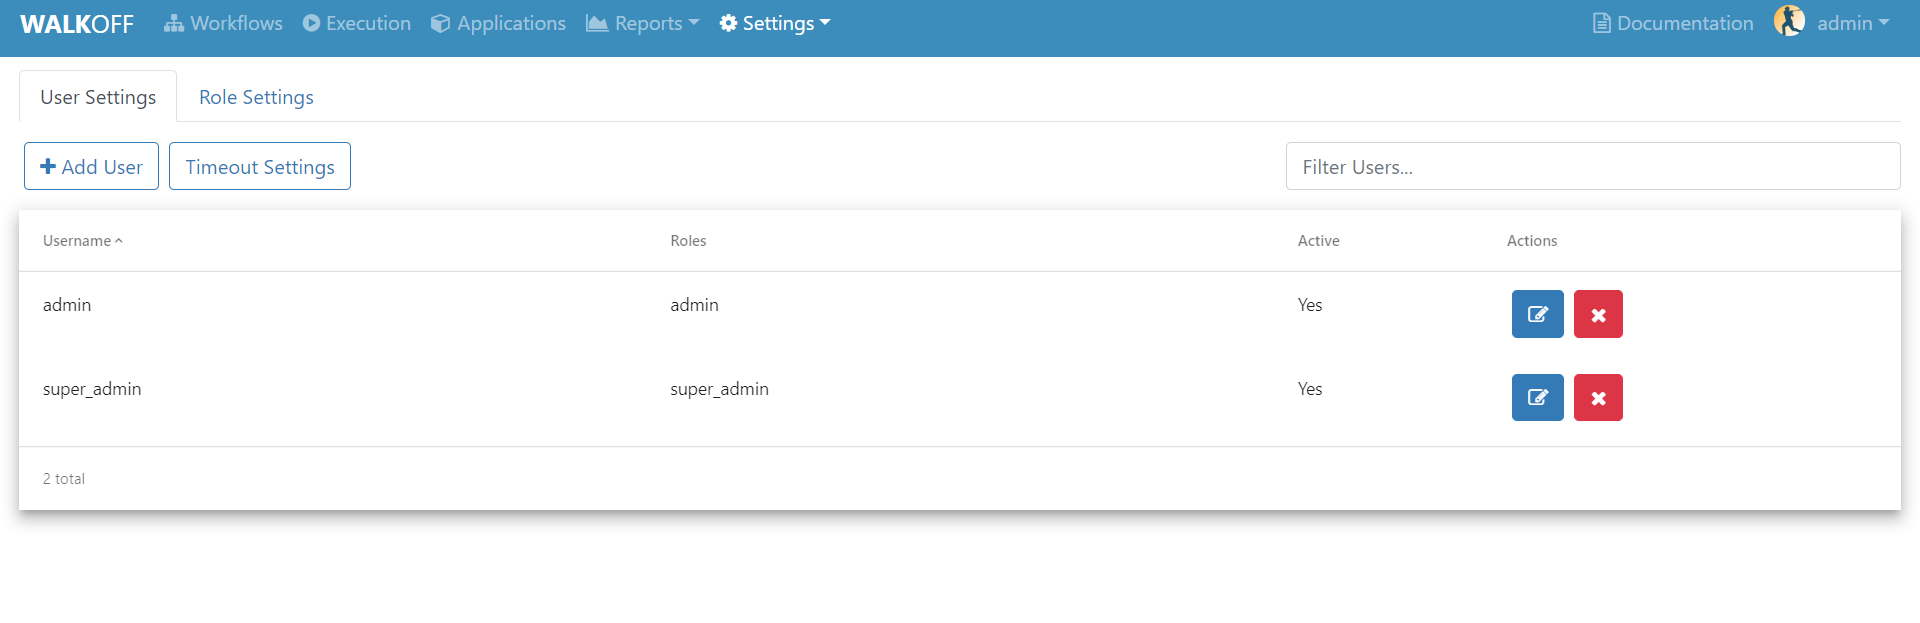 WALKOFF Workflows Execution Applications Reports Settings Documentation admin
User Settings Role Settings
Add User Timeout Settings Filter Users...
Username Roles Active Actions
admin admin Yes
super_admin super_admin Yes
2 total